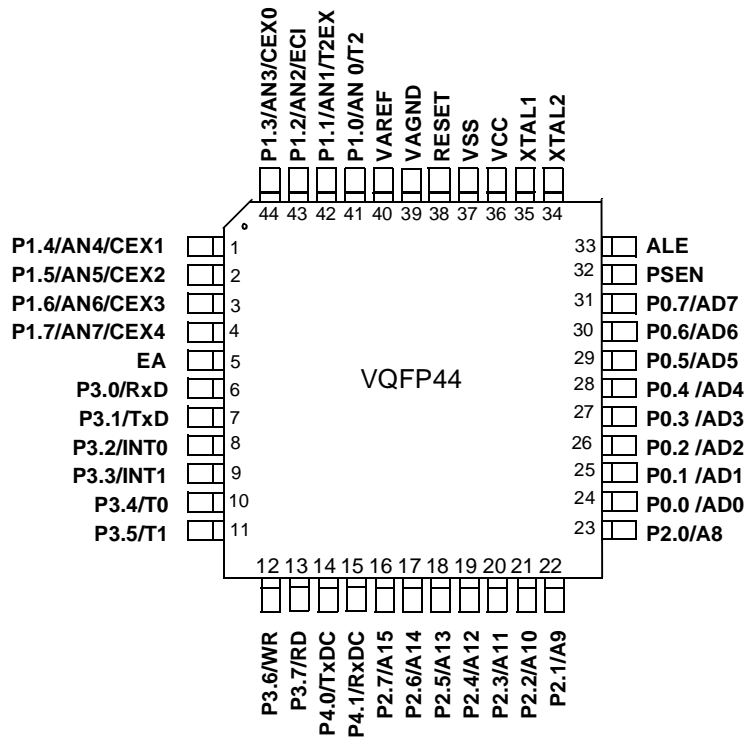 P1.3/AN3/CEX0
P1.2/AN2/ECI
P1.1/AN1/T2EX
P1.0/AN 0/T2
VAREF
VAGND
RESET
VSS
VCC
XTAL1
XTAL2
44 43 42 41 40 39 38 37 36 35 34
P1.4/AN4/CEX1 1
P1.5/AN5/CEX2 2
P1.6/AN6/CEX3 3
P1.7/AN7/CEX4 4
EA 5
P3.0/RxD 6
P3.1/TxD 7
P3.2/INT0 8
P3.3/INT1 9
P3.4/T0 10
P3.5/T1 11
VQFP44
33 ALE
32 PSEN
31 P0.7/AD7
30 P0.6/AD6
29 P0.5/AD5
28 P0.4 /AD4
27 P0.3 /AD3
26 P0.2 /AD2
25 P0.1 /AD1
24 P0.0 /AD0
23 P2.0/A8
12 13 14 15 16 17 18 19 20 21 22
P3.6/WR
P3.7/RD
P4.0/TxDC
P4.1/RxDC
P2.7/A15
P2.6/A14
P2.5/A13
P2.4/A12
P2.3/A11
P2.2/A10
P2.1/A9